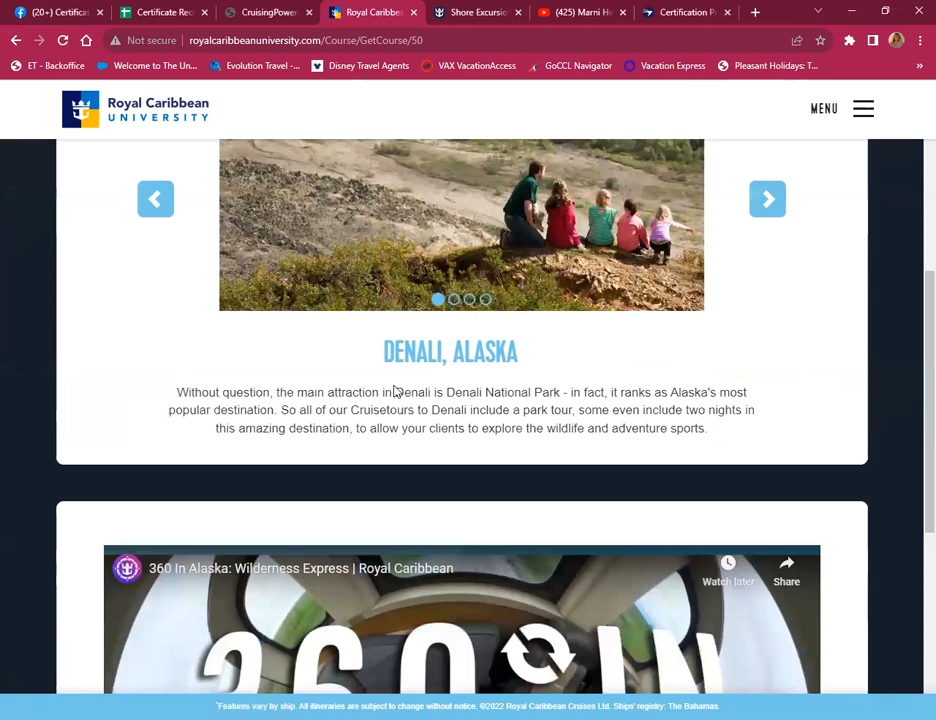 (20+) Certificat
Certificate Rec
CruisingPower
Royal Caribbe
Shore Excursio
(425) Marni He
Certification P
Not secure
royalcaribbeanuniversity.com/Course/GetCourse/50
ET - Backoffice
Welcome to The Un...
Evolution Travel -...
Disney Travel Agents
VAX VacationAccess
GoCCL Navigator
Vacation Express
Pleasant Holidays: T...
»
Royal Caribbean
UNIVERSITY
MENU
DENALI, ALASKA
Without question, the main attraction in Denali is Denali National Park - in fact, it ranks as Alaska's most
popular destination. So all of our Cruisetours to Denali include a park tour, some even include two nights in
this amazing destination, to allow your clients to explore the wildlife and adventure sports.
360 In Alaska: Wilderness Express | Royal Caribbean
Watch later
Share
360 IN
*Features vary by ship. All itineraries are subject to change without notice. ©2022 Royal Caribbean Cruises Ltd. Ships' registry: The Bahamas.